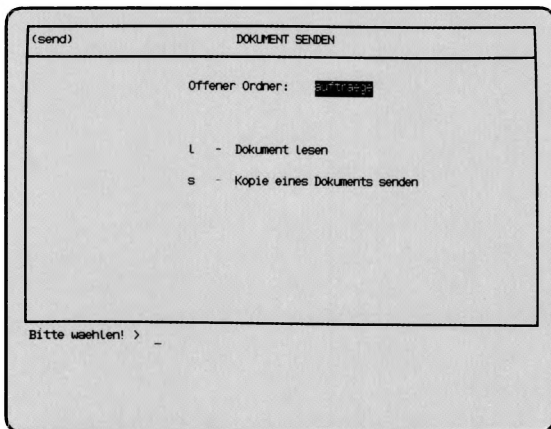 (send) DOKUMENT SENDEN
Offener Ordner: auftraege
l - Dokument lesen
s - Kopie eines Dokuments senden
Bitte waehlen! > _